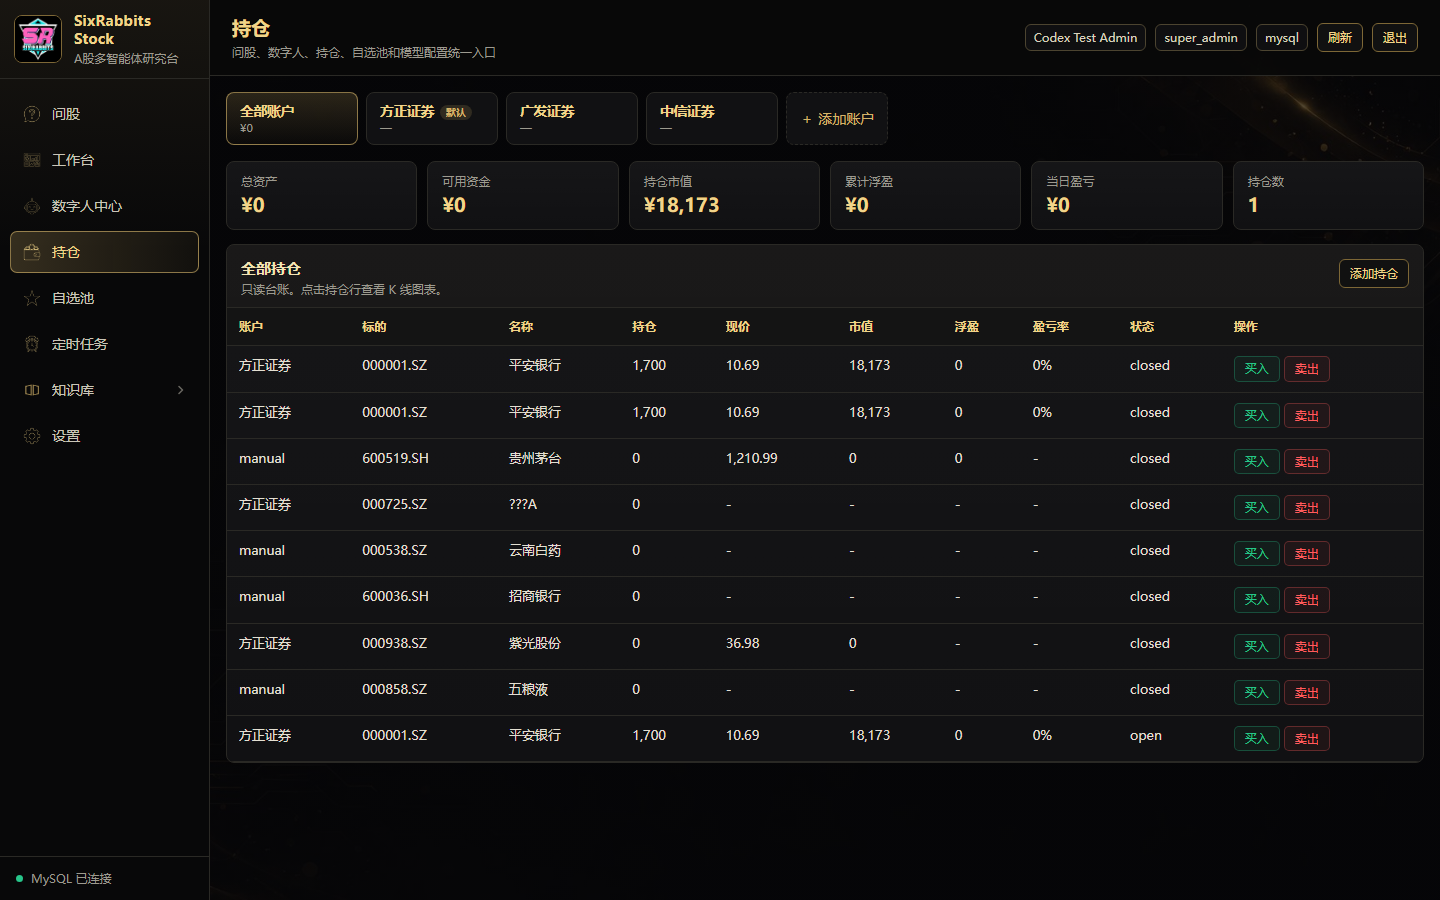 SixRabbits
Stock
A股多智能体研究台
问股
工作台
数字人中心
持仓
自选池
定时任务
知识库
设置
MySQL 已连接
持仓
问股、数字人、持仓、自选池和模型配置统一入口
Codex Test Admin super_admin mysql 刷新 退出
全部账户 方正证券 默认 广发证券 中信证券 + 添加账户
¥0 — — —
总资产 可用资金 持仓市值 累计浮盈 当日盈亏 持仓数
¥0 ¥0 ¥18,173 ¥0 ¥0 1
全部持仓
只读台账。点击持仓行查看 K 线图表。
添加持仓
账户 标的 名称 持仓 现价 市值 浮盈 盈亏率 状态 操作
方正证券 000001.SZ 平安银行 1,700 10.69 18,173 0 0% closed 买入 卖出
方正证券 000001.SZ 平安银行 1,700 10.69 18,173 0 0% closed 买入 卖出
manual 600519.SH 贵州茅台 0 1,210.99 0 0 - closed 买入 卖出
方正证券 000725.SZ ???A 0 - - - - closed 买入 卖出
manual 000538.SZ 云南白药 0 - - - - closed 买入 卖出
manual 600036.SH 招商银行 0 - - - - closed 买入 卖出
方正证券 000938.SZ 紫光股份 0 36.98 0 - - closed 买入 卖出
manual 000858.SZ 五粮液 0 - - - - closed 买入 卖出
方正证券 000001.SZ 平安银行 1,700 10.69 18,173 0 0% open 买入 卖出